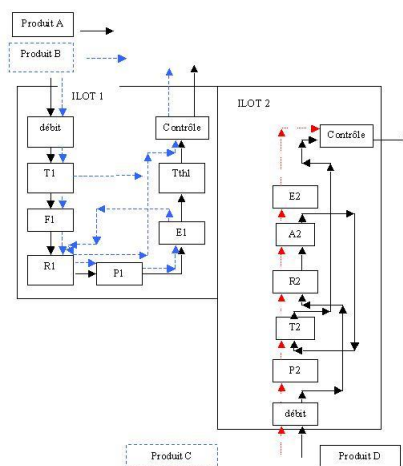 Produit A
Produit B
ILOT 1
débit
T1
F1
R1
P1
E1
Tthl
Contrôle
ILOT 2
Contrôle
E2
A2
R2
T2
P2
débit
Produit C
Produit D